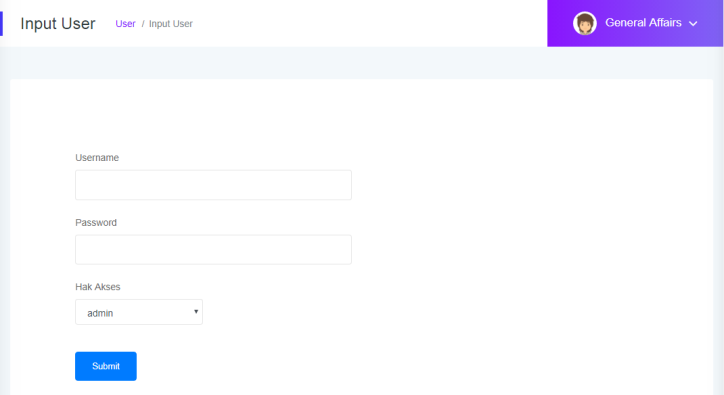 Input User
User / Input User
General Affairs
Username
Password
Hak Akses
admin
Submit